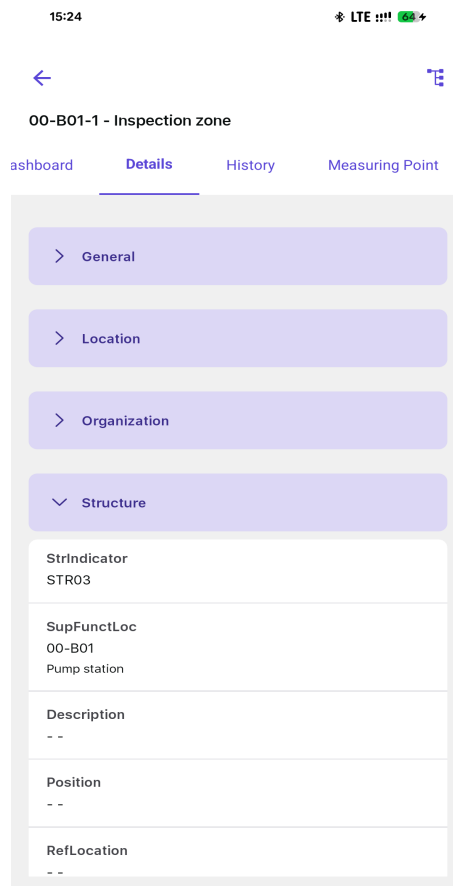 15:24
LTE
64
00-B01-1 - Inspection zone
ashboard Details History Measuring Point
General
Location
Organization
Structure
StrIndicator
STR03
SupFunctLoc
00-B01
Pump station
Description
- -
Position
- -
RefLocation
- -